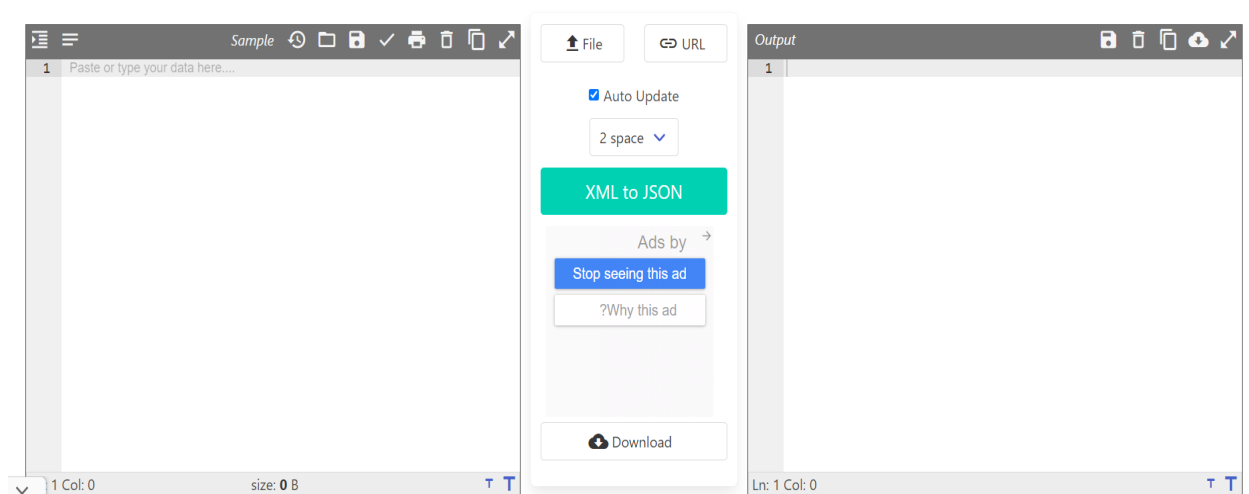 Sample
1 Paste or type your data here....
1 Col: 0 size: 0 B T T
File URL
Auto Update
2 space
XML to JSON
Ads by
Stop seeing this ad
?Why this ad
Download
Output
1
Ln: 1 Col: 0 T T